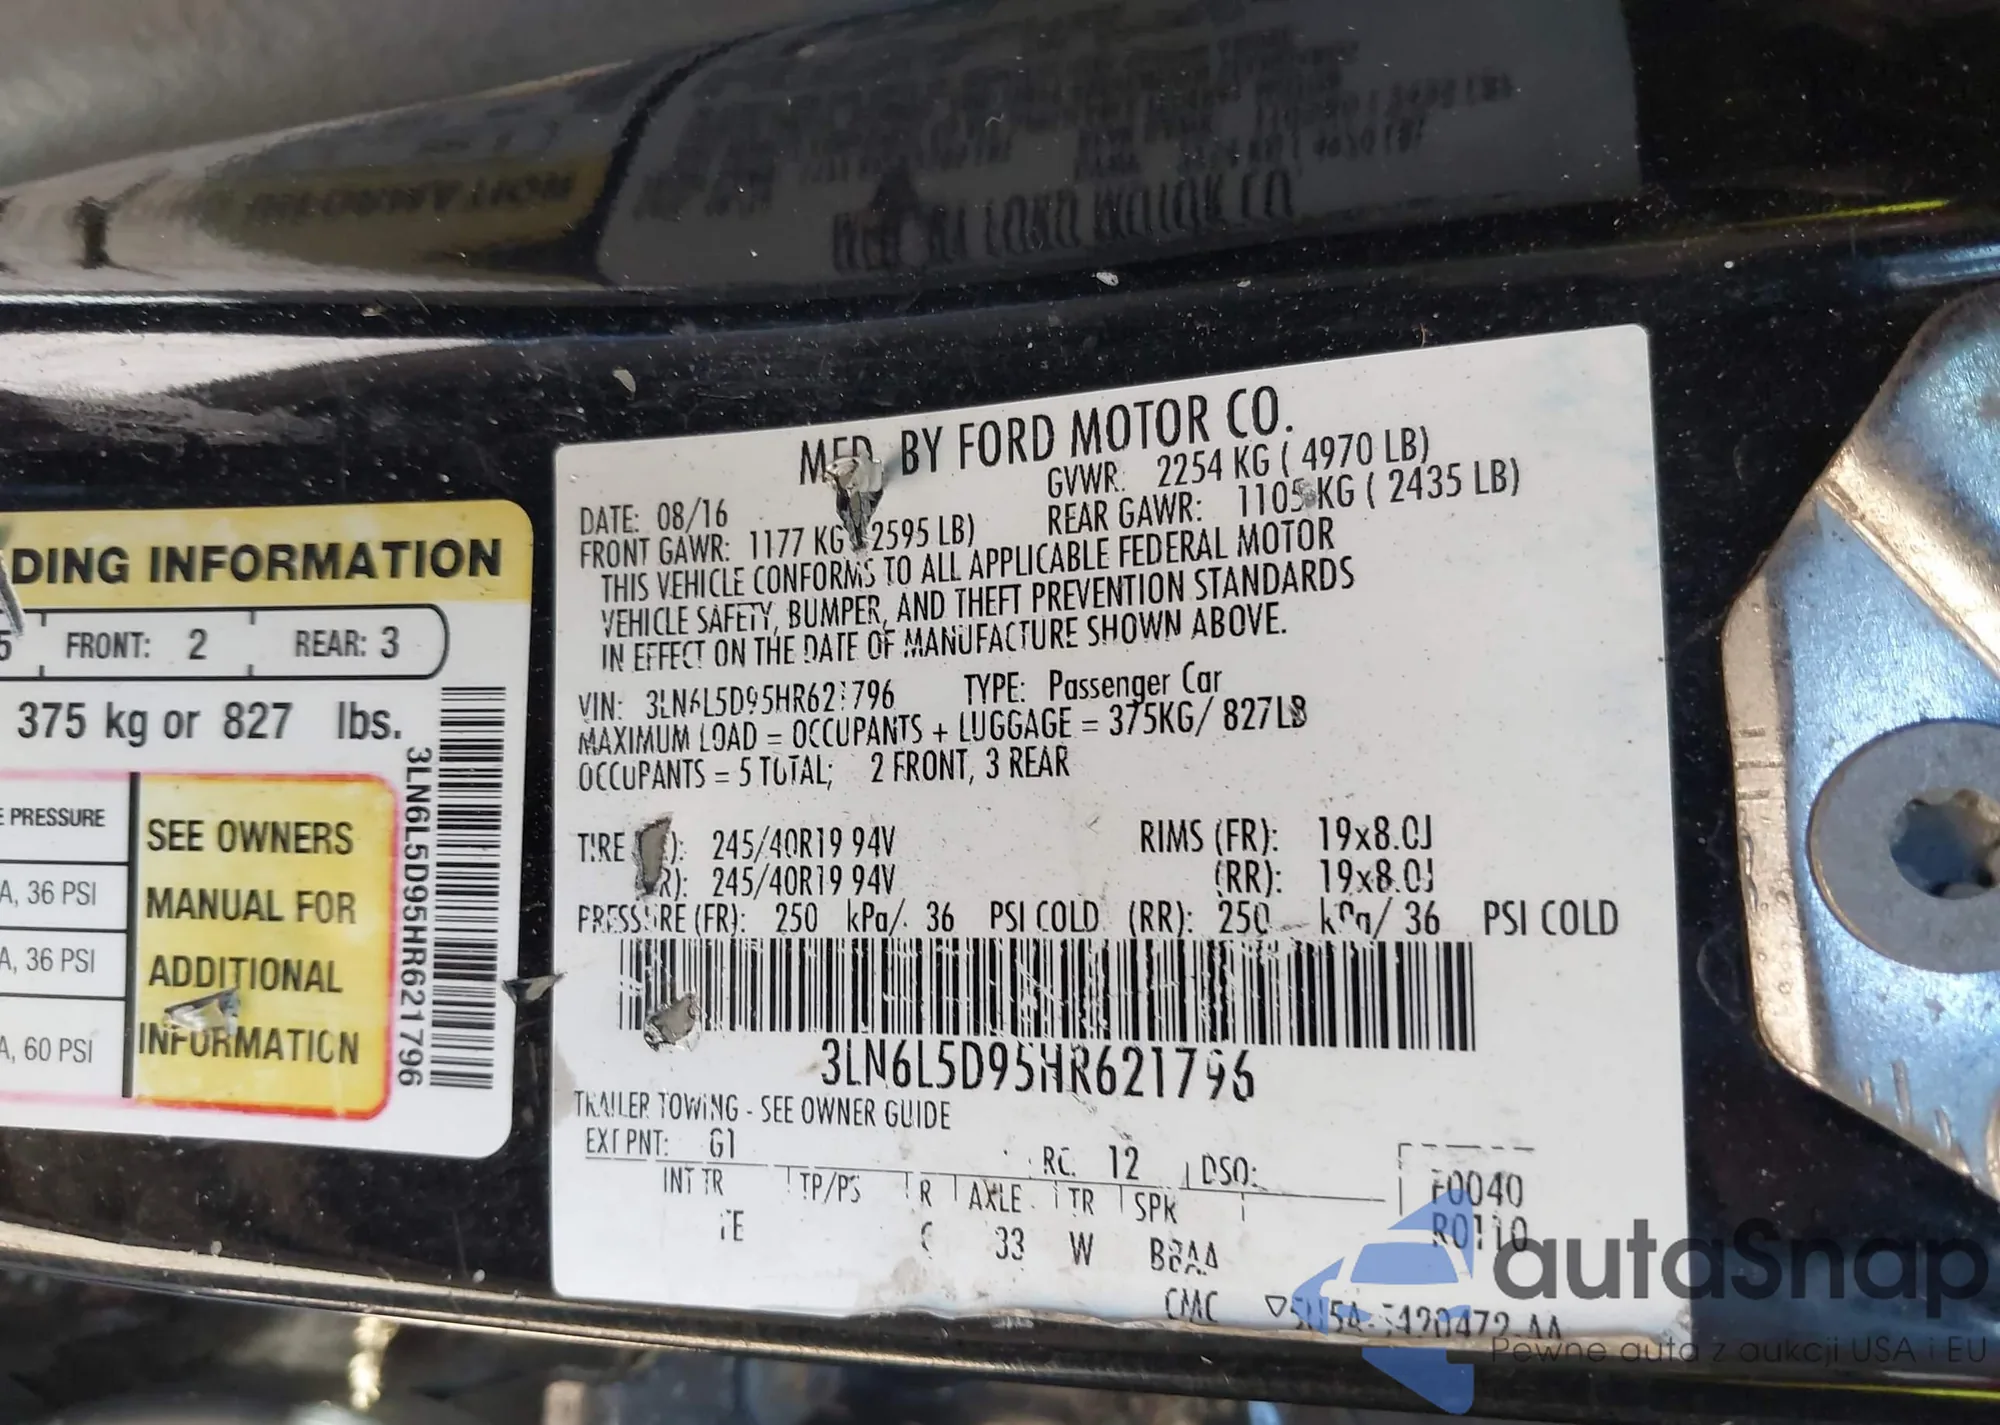 DING INFORMATION
5 FRONT: 2 REAR: 3
375 kg or 827 lbs.
E PRESSURE
A, 36 PSI
A, 36 PSI
A, 60 PSI
SEE OWNERS
MANUAL FOR
ADDITIONAL
INFORMATION
3LN6L5D95HR621796
MFD. BY FORD MOTOR CO.
DATE: 08/16 GVWR: 2254 KG ( 4970 LB)
FRONT GAWR: 1177 KG 2595 LB) REAR GAWR: 1105 KG ( 2435 LB)
THIS VEHICLE CONFORMS TO ALL APPLICABLE FEDERAL MOTOR
VEHICLE SAFETY, BUMPER, AND THEFT PREVENTION STANDARDS
IN EFFECT ON THE DATE OF MANUFACTURE SHOWN ABOVE.
VIN: 3LN6L5D95HR621796 TYPE: Passenger Car
MAXIMUM LOAD = OCCUPANTS + LUGGAGE = 375KG/ 827LB
OCCUPANTS = 5 TOTAL; 2 FRONT, 3 REAR
TIRE ): 245/40R19 94V RIMS (FR): 19x8.0J
R): 245/40R19 94V (RR): 19x8.0J
PRESSURE (FR): 250 kPa/ 36 PSI COLD (RR): 250 kPa/ 36 PSI COLD
3LN6L5D95HR621796
TRAILER TOWING - SEE OWNER GUIDE
EXT PNT: G1 RC: 12 DSO:
INT TR TP/PS R AXLE TR SPK F0040
E 33 W R0110
CMC
autaSnap
Pewne auta z aukcji USA i EU